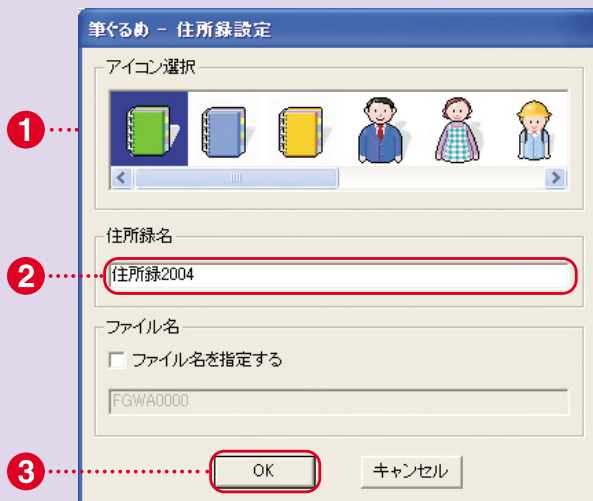 筆ぐるめ - 住所録設定
アイコン選択
1
住所録名
2
住所録2004
ファイル名
ファイル名を指定する
FGWA0000
3
OK
キャンセル